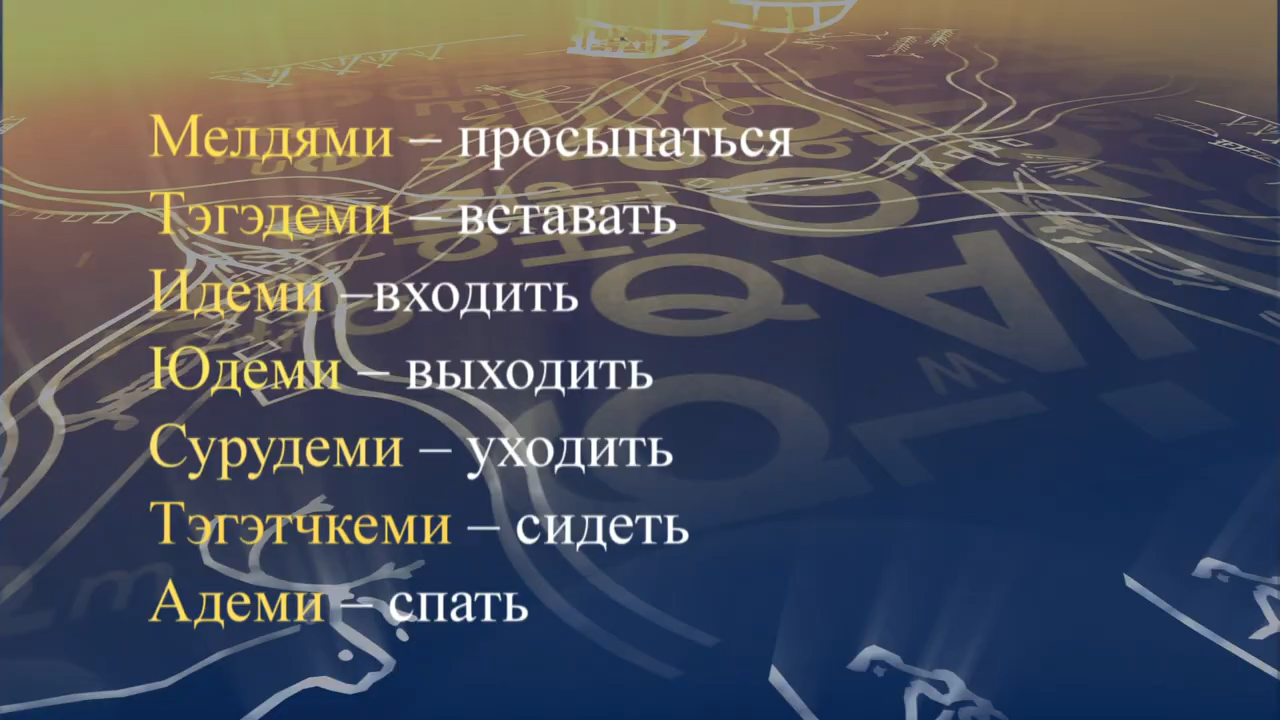 Мелдями – просыпаться
Тэгэдеми – вставать
Идеми –входить
Юдеми – выходить
Сурудеми – уходить
Тэгэтчкеми – сидеть
Адеми – спать